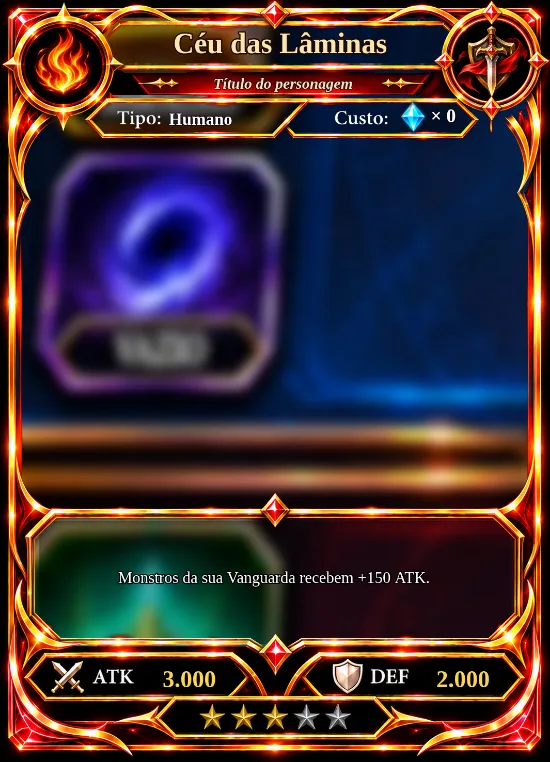 Céu das Lâminas
Título do personagem
Tipo: Humano
Custo: × 0
Monstros da sua Vanguarda recebem +150 ATK.
ATK 3.000
DEF 2.000